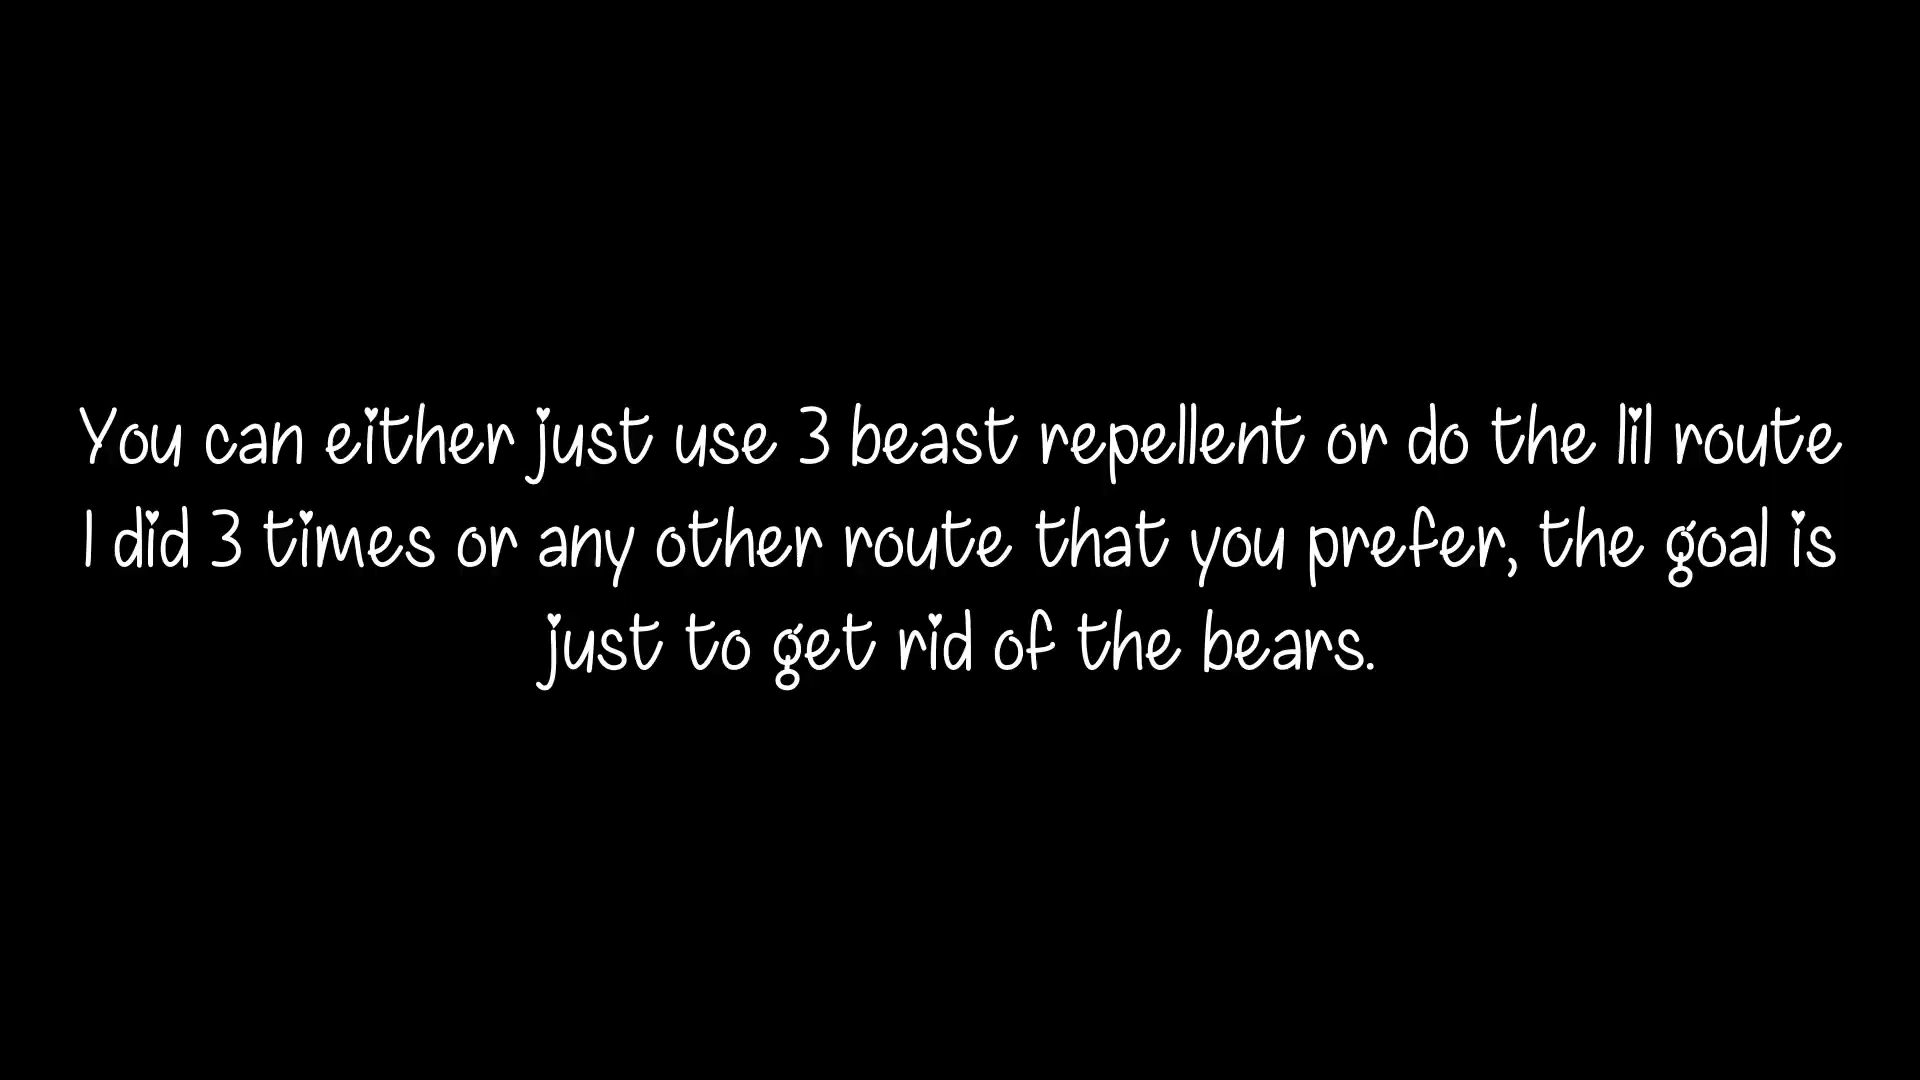 You can either just use 3 beast repellent or do the lil route
I did 3 times or any other route that you prefer, the goal is
just to get rid of the bears.